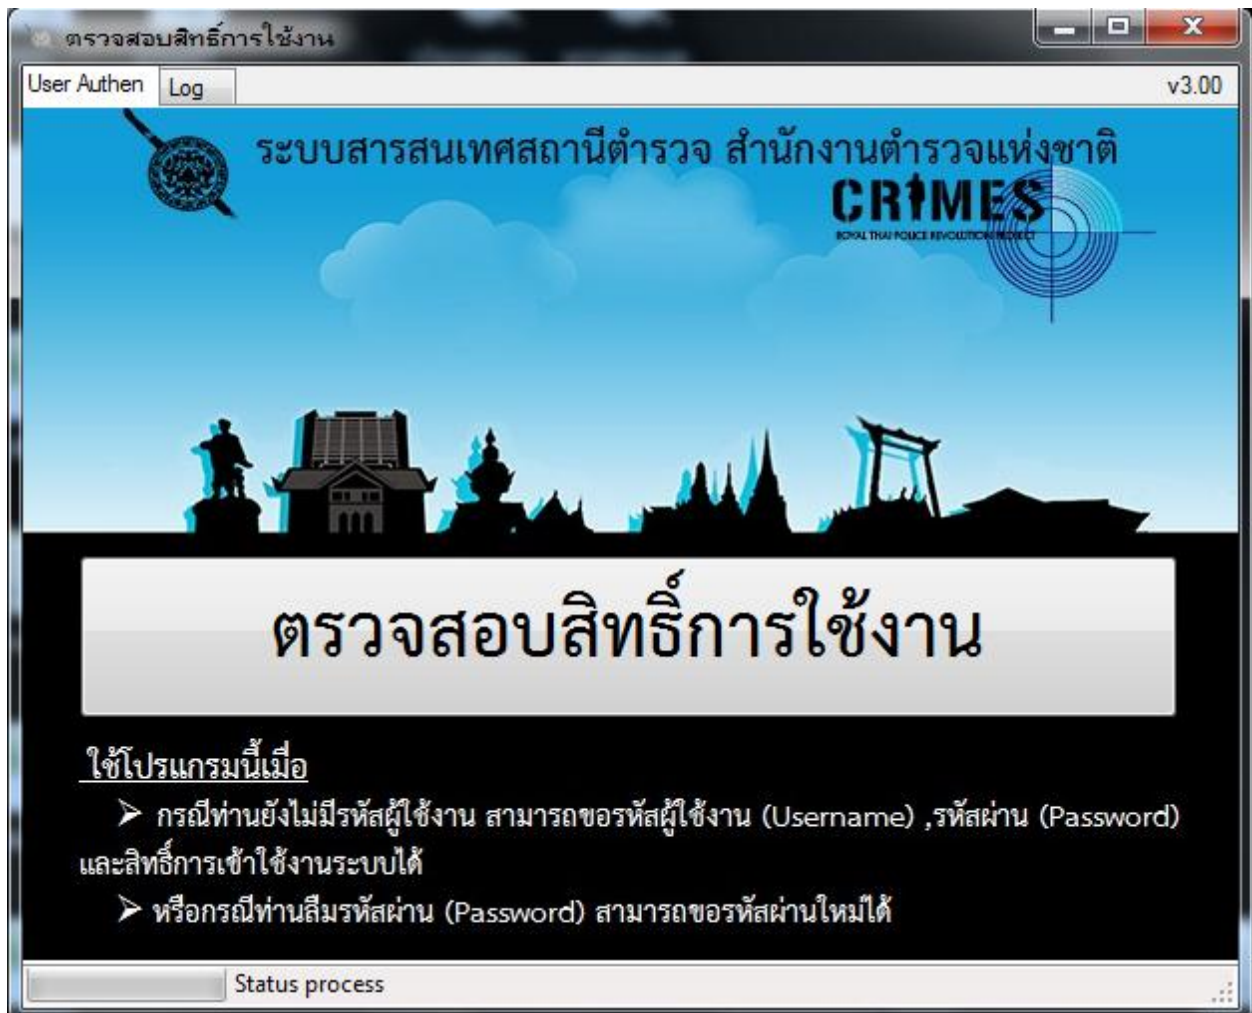 ตรวจสอบสิทธิ์การใช้งาน
User Authen Log v3.00
ระบบสารสนเทศสถานีตำรวจ สำนักงานตำรวจแห่งชาติ
CRIMES
ROYAL THAI POLICE REVOLUTION PROJECT
ตรวจสอบสิทธิ์การใช้งาน
ใช้โปรแกรมนี้เมื่อ
➢ กรณีท่านยังไม่มีรหัสผู้ใช้งาน สามารถขอรหัสผู้ใช้งาน (Username) ,รหัสผ่าน (Password)
และสิทธิ์การเข้าใช้งานระบบได้
➢ หรือกรณีท่านลืมรหัสผ่าน (Password) สามารถขอรหัสผ่านใหม่ได้
Status process